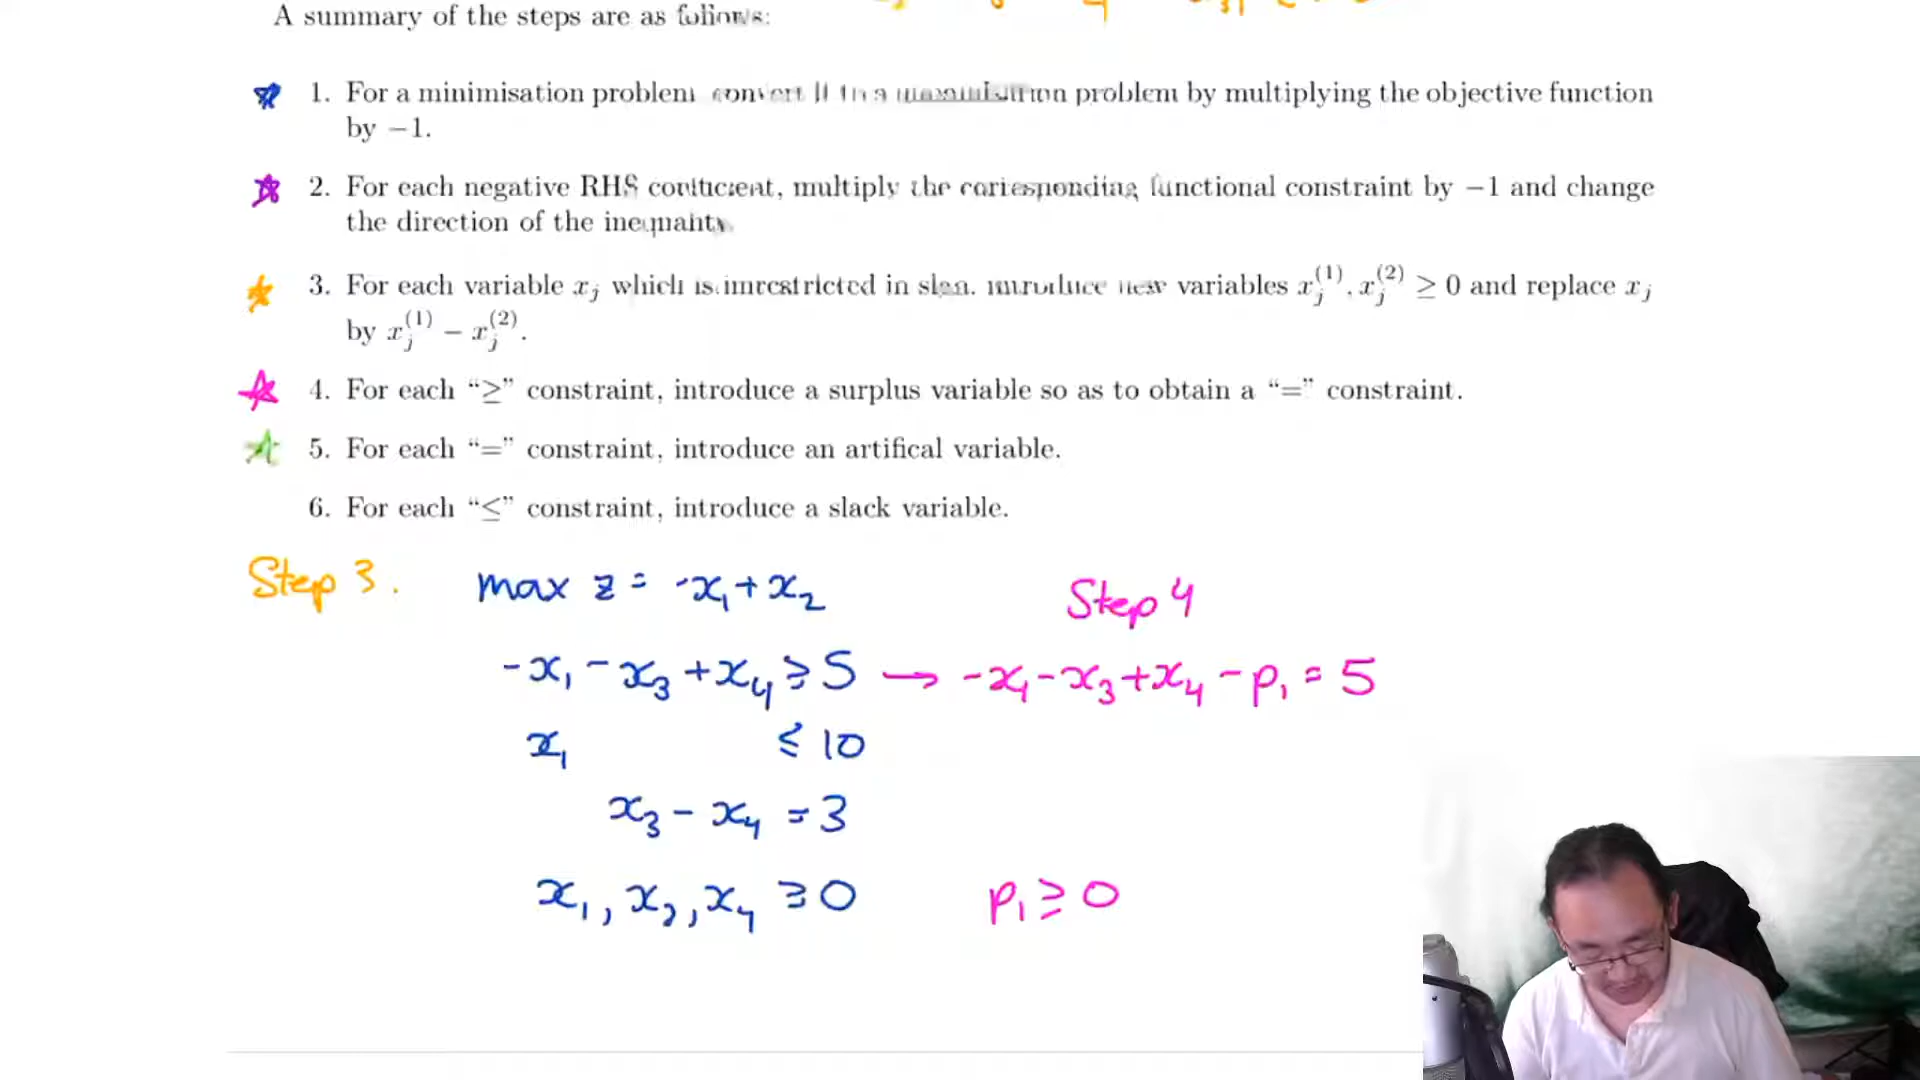 A summary of the steps are as follows:
1. For a minimisation problem convert it to a maximisation problem by multiplying the objective function
by −1.
2. For each negative RHS coefficient, multiply the corresponding functional constraint by −1 and change
the direction of the inequality.
3. For each variable xⱼ which is unrestricted in sign, introduce new variables xⱼ⁽¹⁾, xⱼ⁽²⁾ ≥ 0 and replace xⱼ
by xⱼ⁽¹⁾ − xⱼ⁽²⁾.
4. For each “≥” constraint, introduce a surplus variable so as to obtain a “=” constraint.
5. For each “=” constraint, introduce an artifical variable.
6. For each “≤” constraint, introduce a slack variable.
Step 3. max z = -x₁ + x₂
Step 4
-x₁ - x₃ + x₄ ≥ 5 → -x₁ - x₃ + x₄ - p₁ = 5
x₁ ≤ 10
x₃ - x₄ = 3
x₁, x₂, x₄ ≥ 0 p₁ ≥ 0